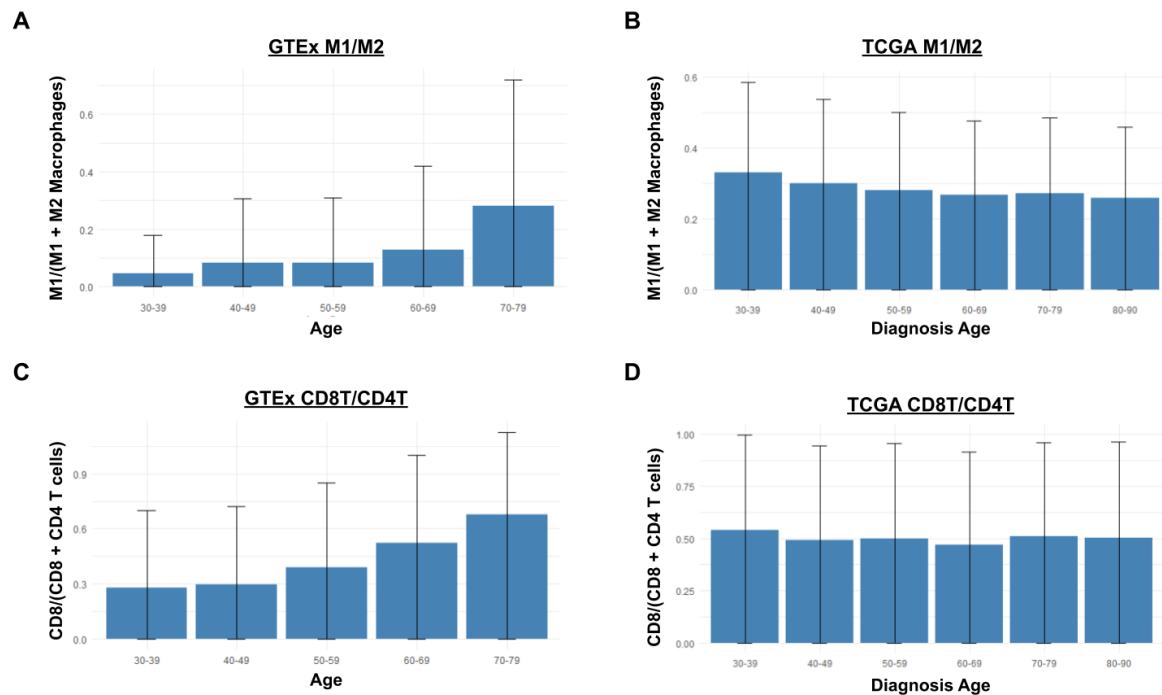 A
GTEx M1/M2
M1/(M1 + M2 Macrophages)
0.6
0.4
0.2
0.0
30-39
40-49
50-59
60-69
70-79
Age
B
TCGA M1/M2
M1/(M1 + M2 Macrophages)
0.6
0.4
0.2
0.0
30-39
40-49
50-59
60-69
70-79
80-90
Diagnosis Age
C
GTEx CD8T/CD4T
CD8/(CD8 + CD4 T cells)
0.9
0.6
0.3
0.0
30-39
40-49
50-59
60-69
70-79
Age
D
TCGA CD8T/CD4T
CD8/(CD8 + CD4 T cells)
1.00
0.75
0.50
0.25
0.00
30-39
40-49
50-59
60-69
70-79
80-90
Diagnosis Age